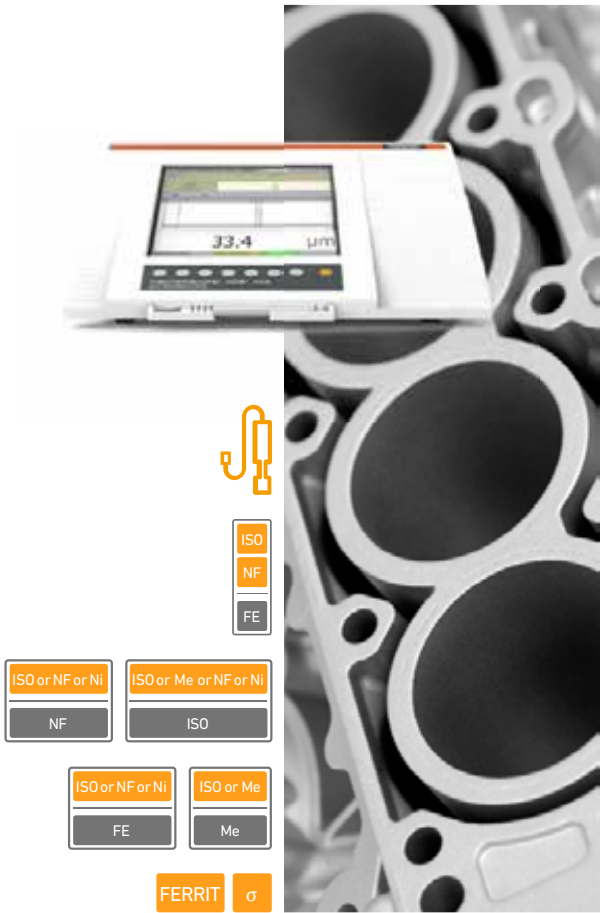 33.4 µm
ISO
NF
FE
ISO or NF or Ni
ISO or Me or NF or Ni
NF
ISO
ISO or NF or Ni
ISO or Me
FE
Me
FERRIT
σ